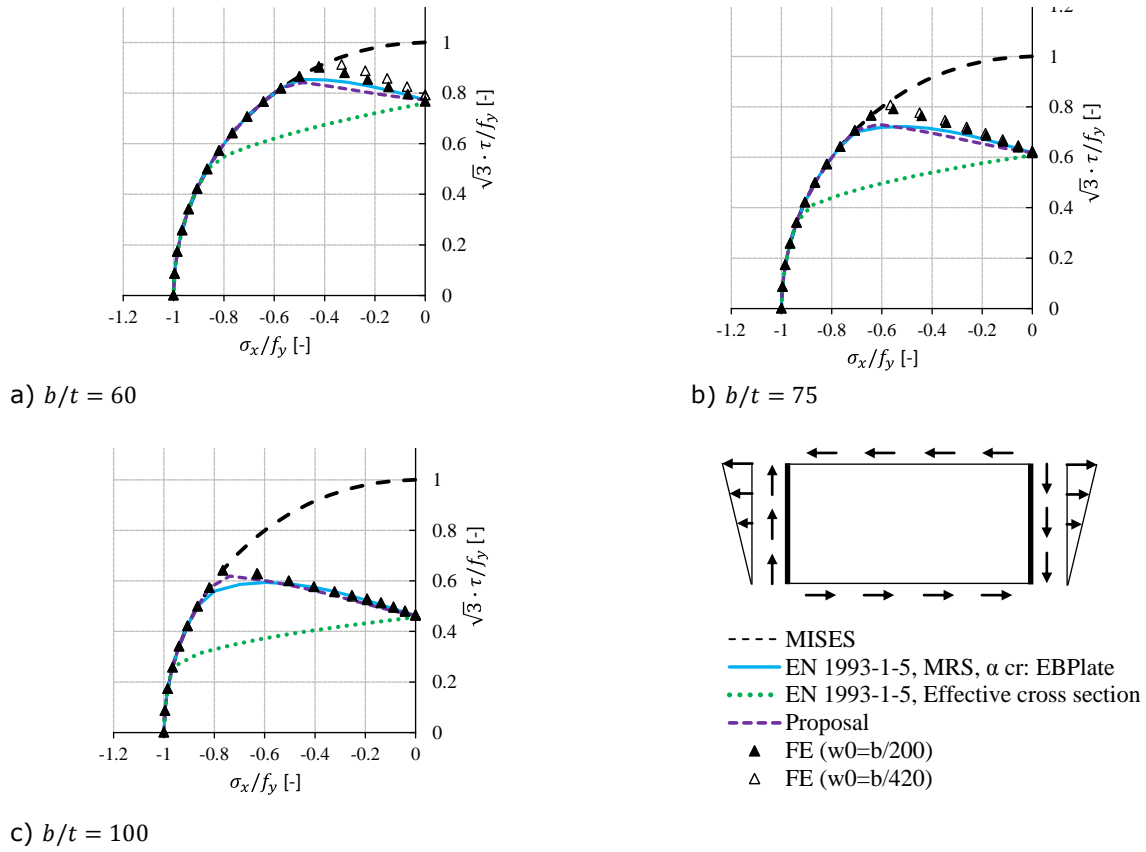 1
0.8
0.6
0.4
0.2
0
√3 · τ/f_y [-]
-1.2 -1 -0.8 -0.6 -0.4 -0.2 0
σ_x/f_y [-]
a) b/t = 60
1.2
1
0.8
0.6
0.4
0.2
0
√3 · τ/f_y [-]
-1.2 -1 -0.8 -0.6 -0.4 -0.2 0
σ_x/f_y [-]
b) b/t = 75
1
0.8
0.6
0.4
0.2
0
√3 · τ/f_y [-]
-1.2 -1 -0.8 -0.6 -0.4 -0.2 0
σ_x/f_y [-]
c) b/t = 100
MISES
EN 1993-1-5, MRS, α cr: EBPlate
EN 1993-1-5, Effective cross section
Proposal
FE (w0=b/200)
FE (w0=b/420)